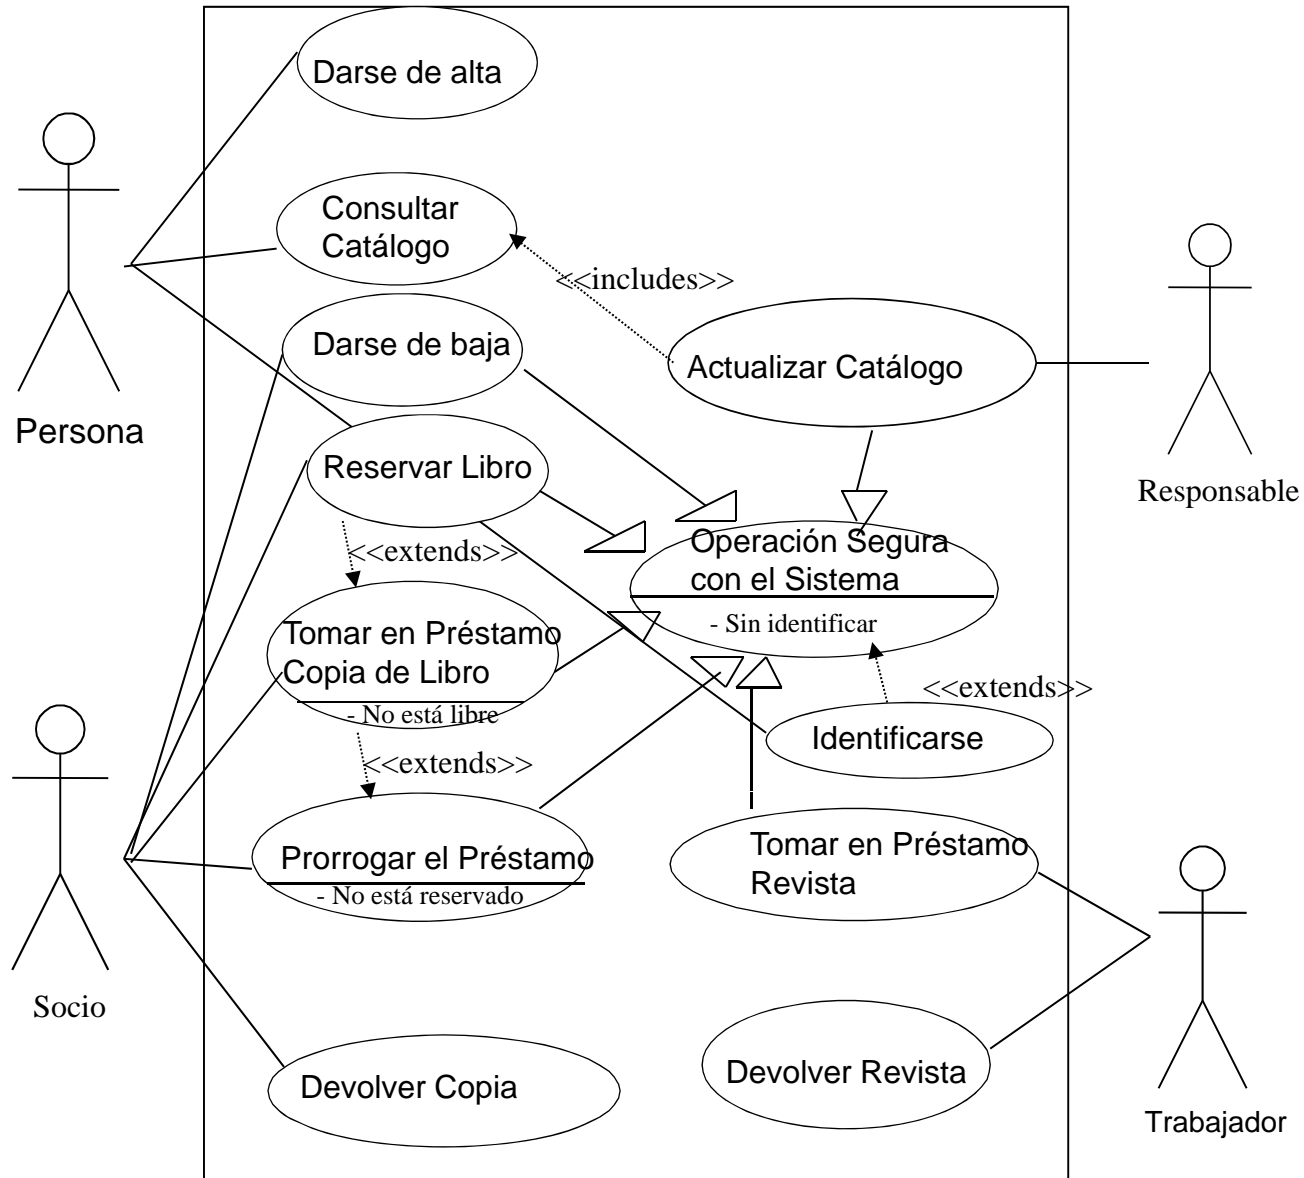 Darse de alta
Consultar
Catálogo
<<includes>>
Darse de baja
Actualizar Catálogo
Persona
Reservar Libro
Responsable
<<extends>>
Operación Segura
con el Sistema
- Sin identificar
Tomar en Préstamo
Copia de Libro
- No está libre
<<extends>>
Identificarse
<<extends>>
Prorrogar el Préstamo
- No está reservado
Tomar en Préstamo
Revista
Socio
Devolver Copia
Devolver Revista
Trabajador